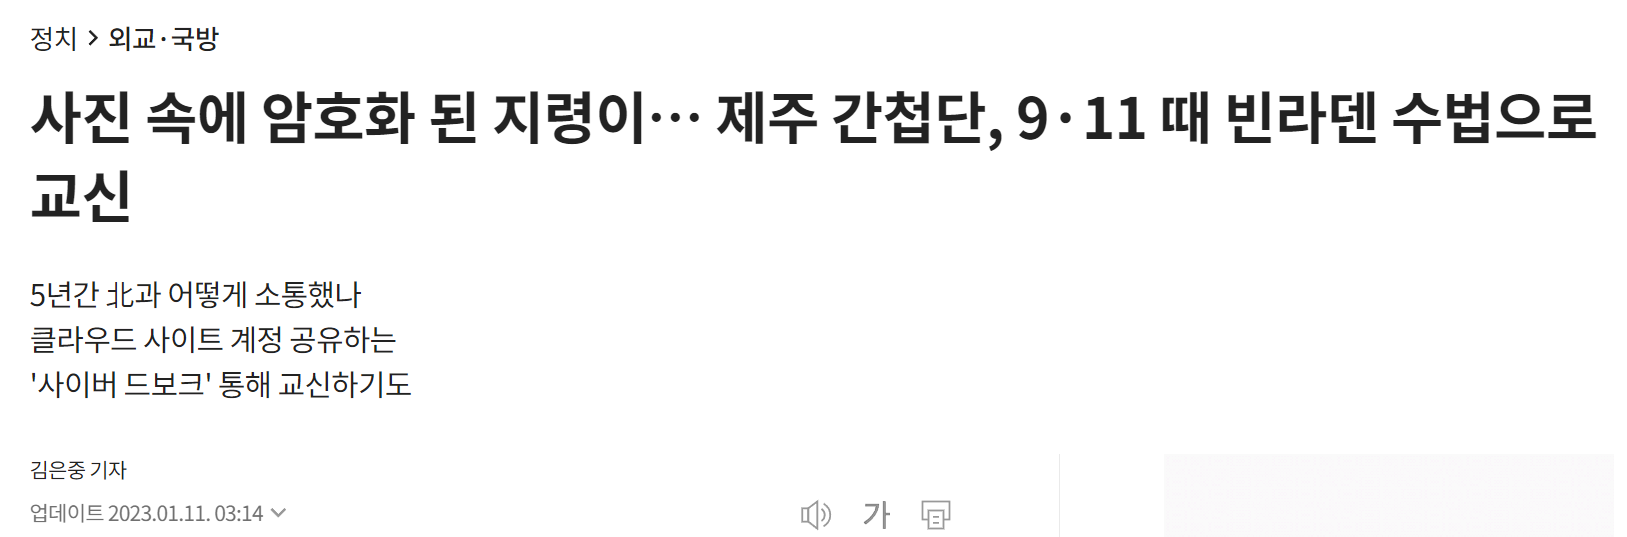 정치 > 외교·국방
사진 속에 암호화 된 지령이… 제주 간첩단, 9·11 때 빈라덴 수법으로
교신
5년간 北과 어떻게 소통했나
클라우드 사이트 계정 공유하는
'사이버 드보크' 통해 교신하기도
김은중 기자
업데이트 2023.01.11. 03:14
가